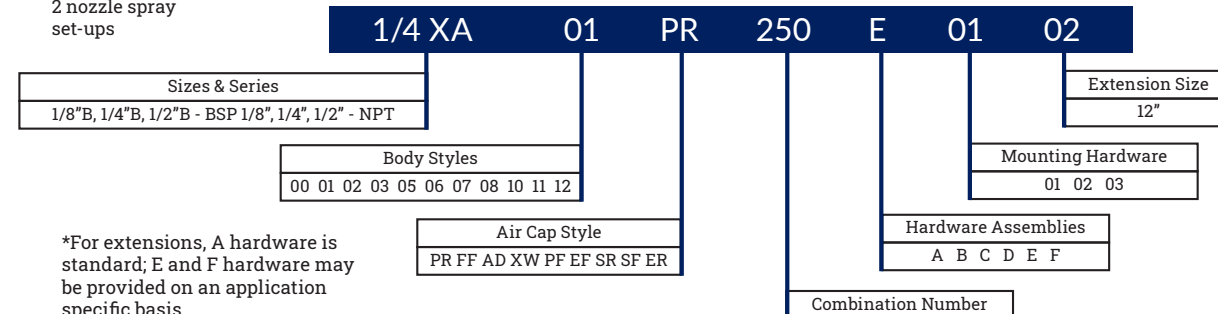 2 nozzle spray
set-ups
1/4 XA 01 PR 250 E 01 02
Sizes & Series
1/8”B, 1/4”B, 1/2”B - BSP 1/8”, 1/4”, 1/2” - NPT
Extension Size
12”
Body Styles
00 01 02 03 05 06 07 08 10 11 12
Mounting Hardware
01 02 03
Air Cap Style
PR FF AD XW PF EF SR SF ER
Hardware Assemblies
A B C D E F
*For extensions, A hardware is
standard; E and F hardware may
be provided on an application
specific basis
Combination Number